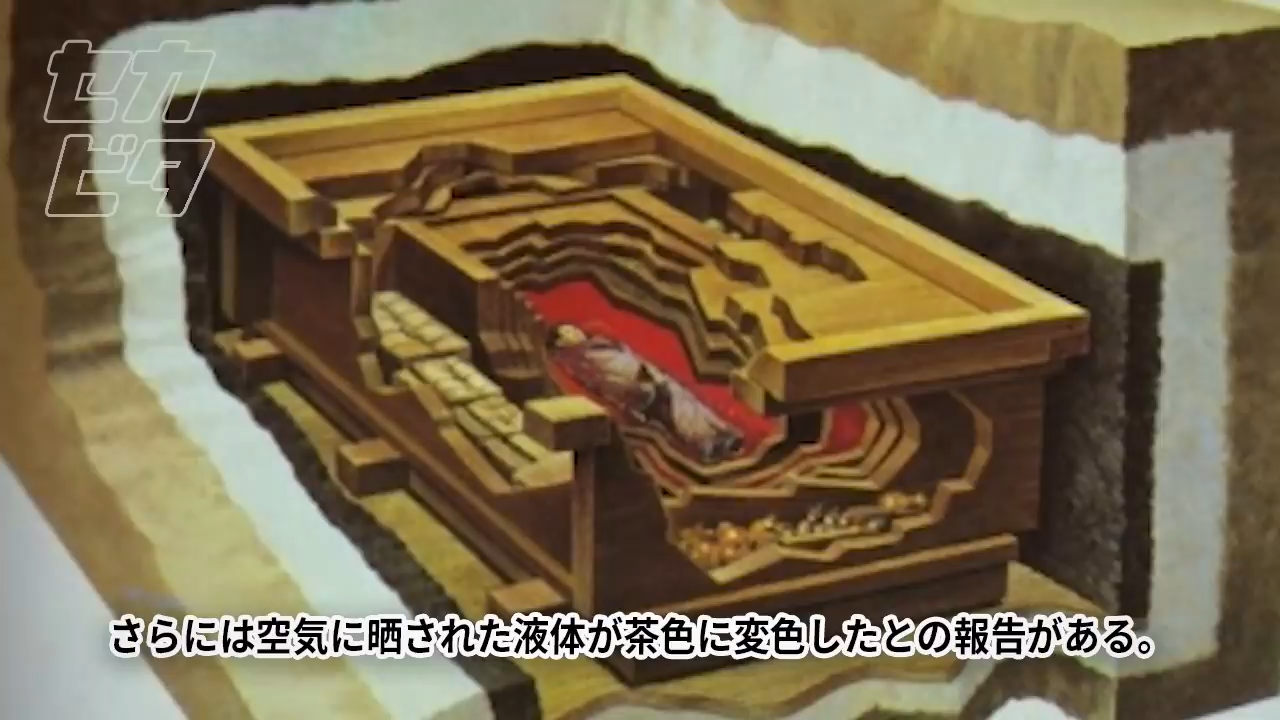 セカ
ビタ
さらには空気に晒された液体が茶色に変色したとの報告がある。